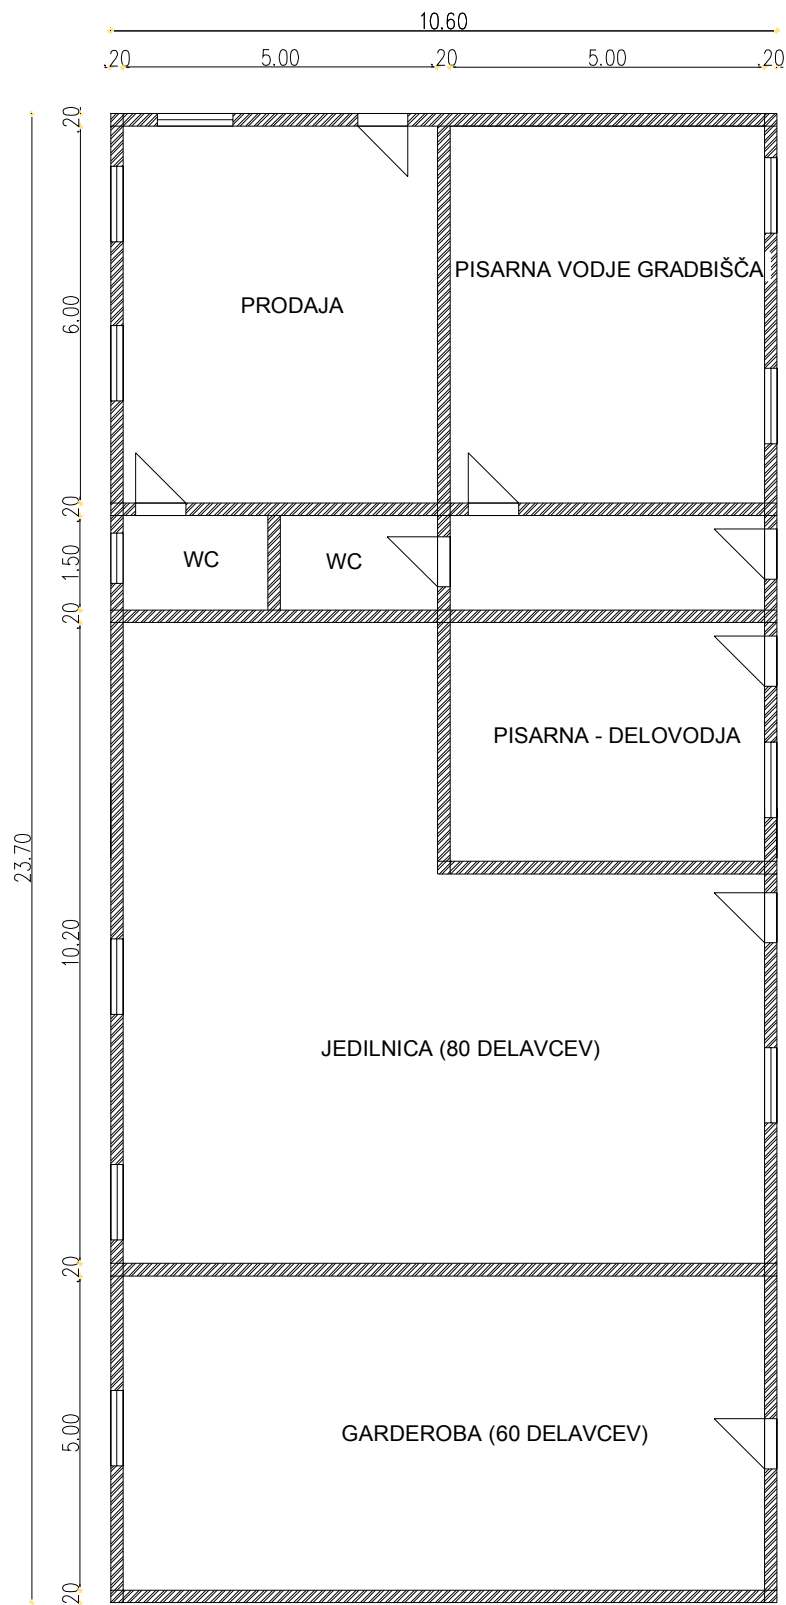 10.60
.20
5.00
.20
5.00
.20
.20
6.00
.20
1.50
.20
10.20
.20
5.00
.20
23.70
PISARNA VODJE GRADBIŠČA
PRODAJA
WC
WC
PISARNA - DELOVODJA
JEDILNICA (80 DELAVCEV)
GARDEROBA (60 DELAVCEV)